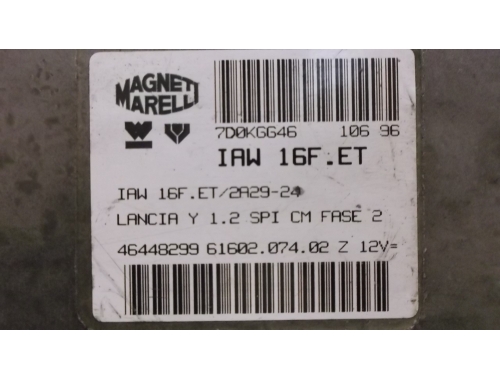 MAGNETI
MARELLI
7D0KGG46 106 96
IAW 16F.ET
IAW 16F.ET/2A29-24
LANCIA Y 1.2 SPI CM FASE 2
46448299 61602.074.02 Z 12V=